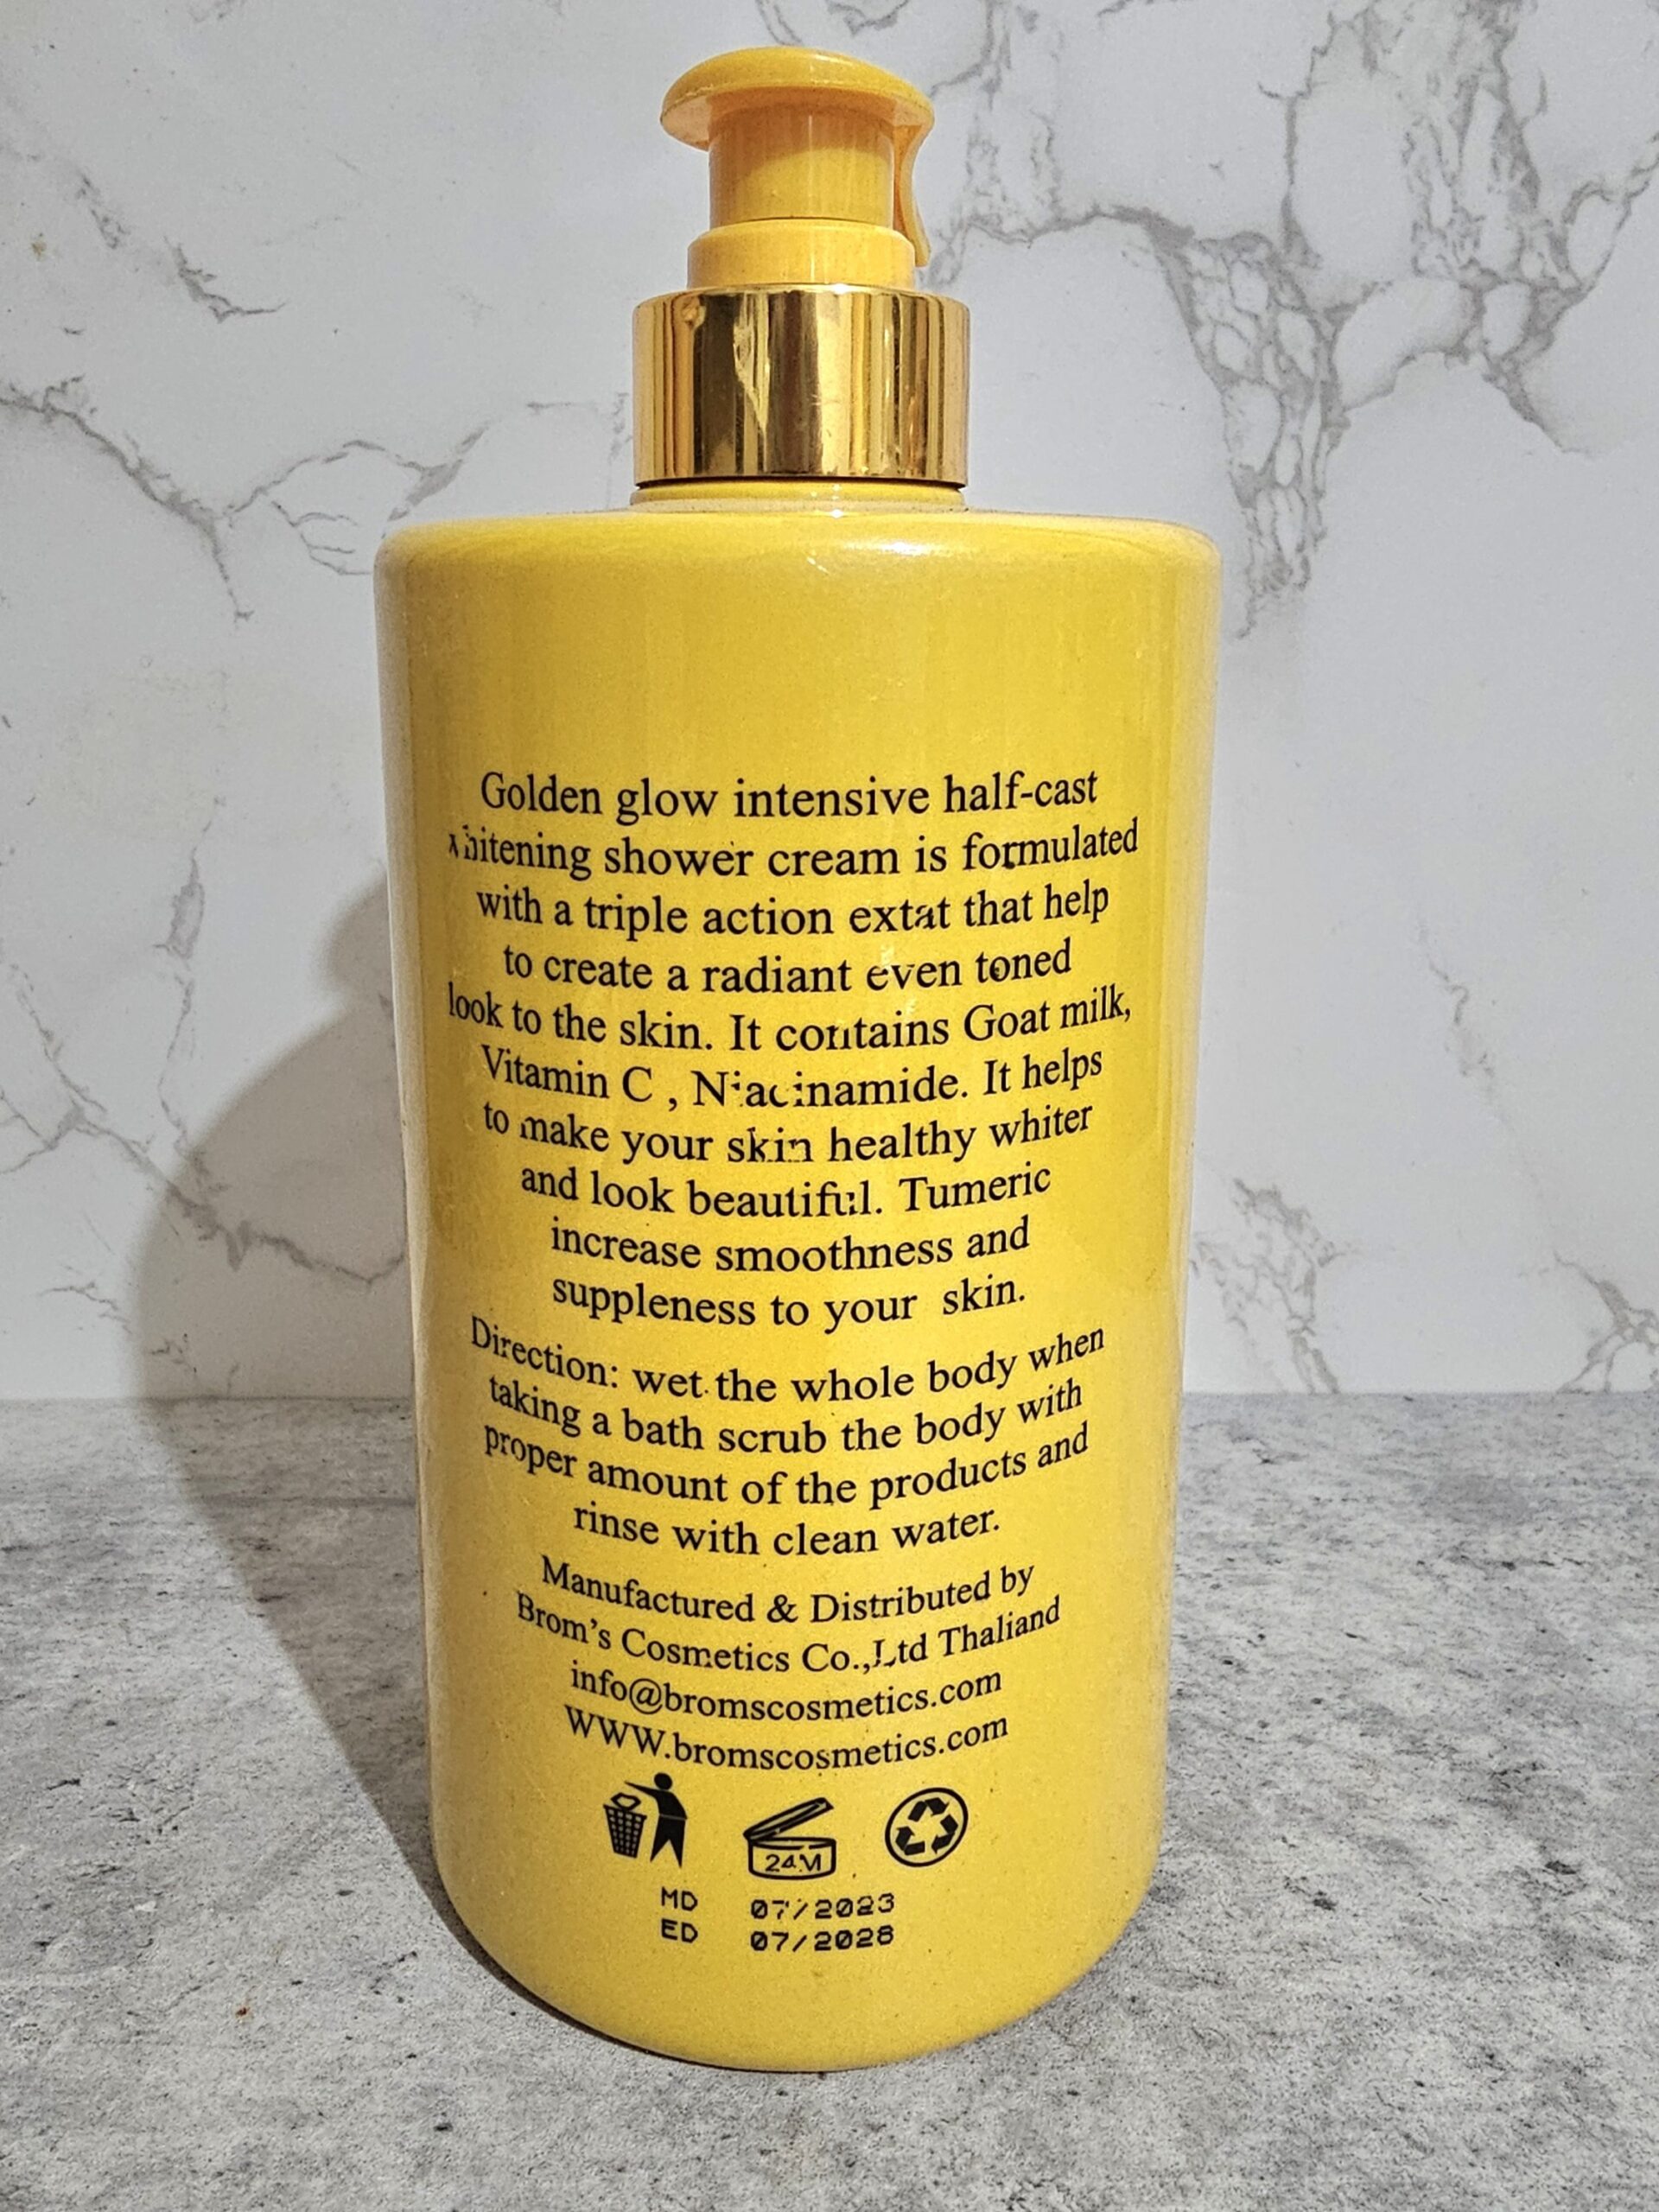 Golden glow intensive half-cast
whitening shower cream is formulated
with a triple action extat that help
to create a radiant even toned
look to the skin. It contains Goat milk,
Vitamin C , Niacinamide. It helps
to make your skin healthy whiter
and look beautiful. Tumeric
increase smoothness and
suppleness to your skin.
Direction: wet the whole body when
taking a bath scrub the body with
proper amount of the products and
rinse with clean water.
Manufactured & Distributed by
Brom's Cosmetics Co.,Ltd Thaliand
info@bromscosmetics.com
WWW.bromscosmetics.com
24M
MD 07/2023
ED 07/2028